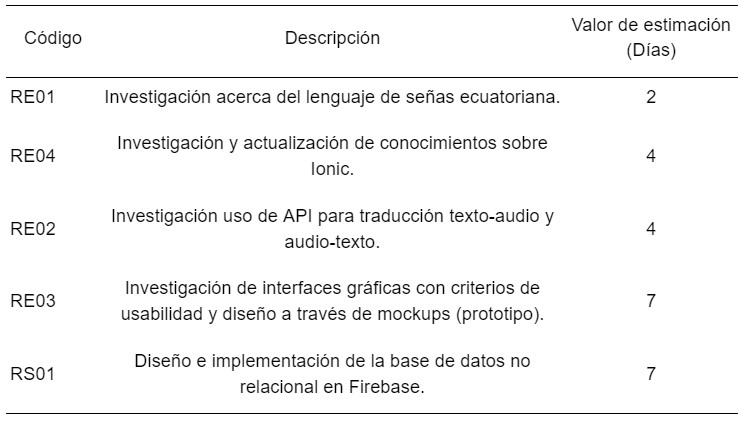 Código Descripción Valor de estimación
(Días)
RE01 Investigación acerca del lenguaje de señas ecuatoriana. 2
RE04 Investigación y actualización de conocimientos sobre
Ionic. 4
RE02 Investigación uso de API para traducción texto-audio y
audio-texto. 4
RE03 Investigación de interfaces gráficas con criterios de
usabilidad y diseño a través de mockups (prototipo). 7
RS01 Diseño e implementación de la base de datos no
relacional en Firebase. 7